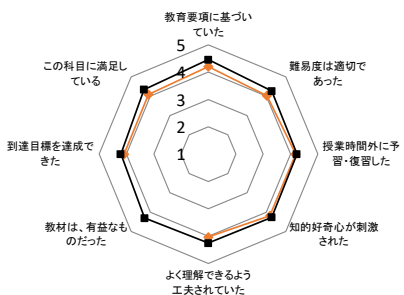 教育要項に基づい
ていた
難易度は適切で
あった
授業時間外に予
習・復習した
知的好奇心が刺激
された
よく理解できるよう
工夫されていた
教材は、有益なも
のだった
到達目標を達成で
きた
この科目に満足し
ている
5
4
3
2
1